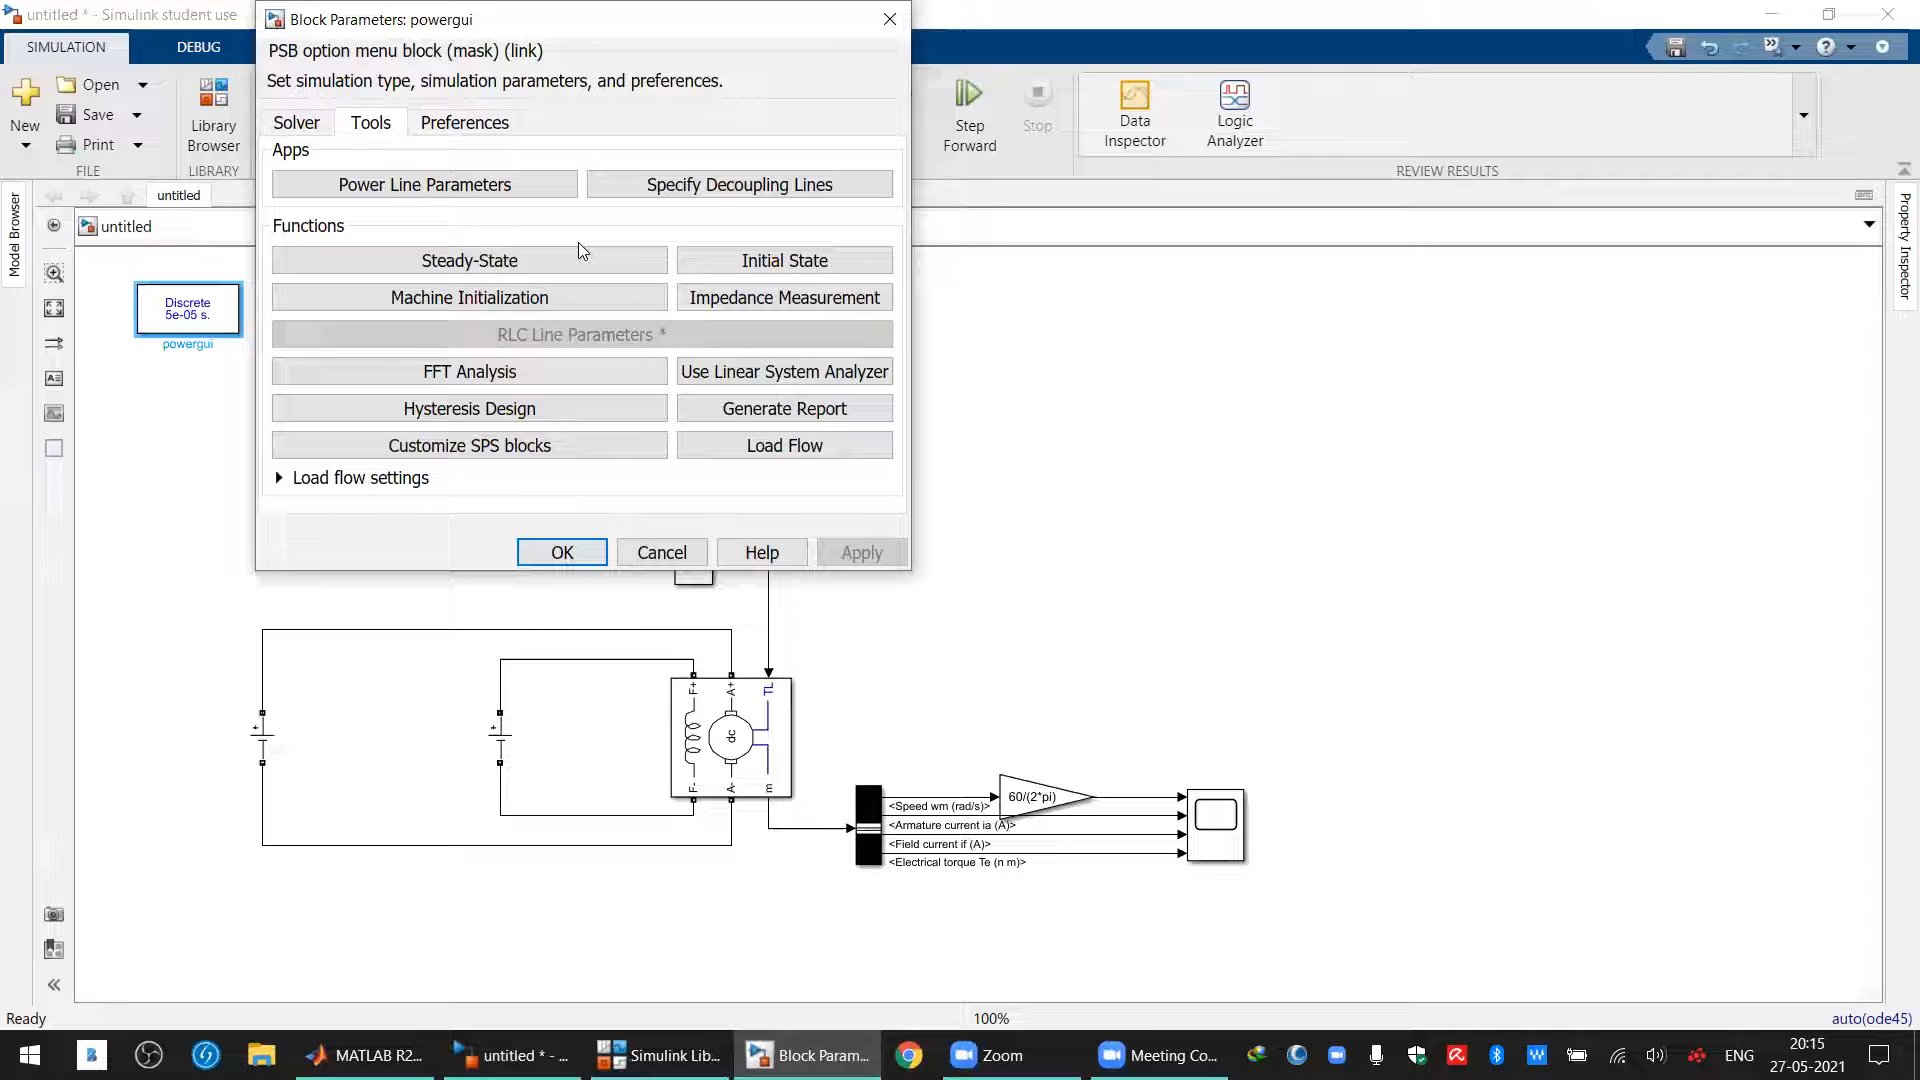 untitled * - Simulink student use
Block Parameters: powergui
SIMULATION
DEBUG
PSB option menu block (mask) (link)
Set simulation type, simulation parameters, and preferences.
New
Open
Save
Print
FILE
Library
Browser
LIBRARY
Step
Forward
Stop
Data
Inspector
Logic
Analyzer
REVIEW RESULTS
Solver
Tools
Preferences
Apps
Power Line Parameters
Specify Decoupling Lines
Functions
Steady-State
Initial State
Machine Initialization
Impedance Measurement
RLC Line Parameters *
FFT Analysis
Use Linear System Analyzer
Hysteresis Design
Generate Report
Customize SPS blocks
Load Flow
Load flow settings
OK
Cancel
Help
Apply
Model Browser
untitled
untitled
Property Inspector
Discrete
5e-05 s.
powergui
F+
A+
TL
dc
F-
A-
m
+
+
60/(2*pi)
<Speed wm (rad/s)>
<Armature current ia (A)>
<Field current if (A)>
<Electrical torque Te (n m)>
Ready
100%
auto(ode45)
MATLAB R2...
untitled * - ...
Simulink Lib...
Block Param...
Zoom
Meeting Co...
ENG
20:15
27-05-2021